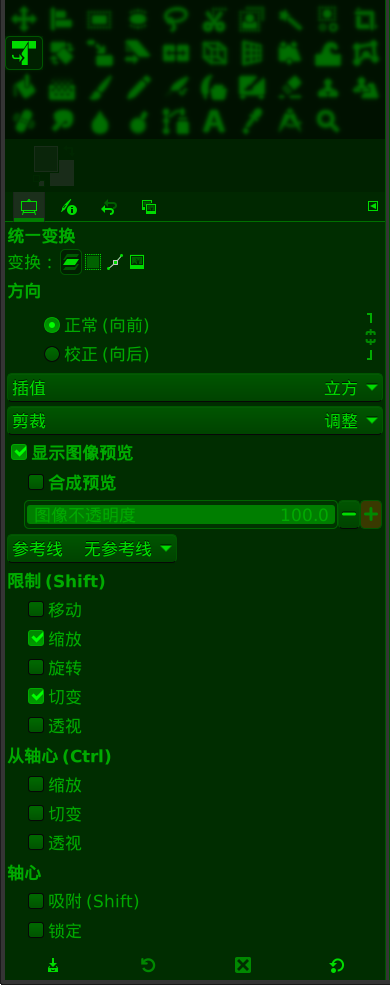 统一变换
变换：
方向
正常 (向前)
校正 (向后)
插值 立方
剪裁 调整
显示图像预览
合成预览
图像不透明度 100.0
参考线 无参考线
限制 (Shift)
移动
缩放
旋转
切变
透视
从轴心 (Ctrl)
缩放
切变
透视
轴心
吸附 (Shift)
锁定